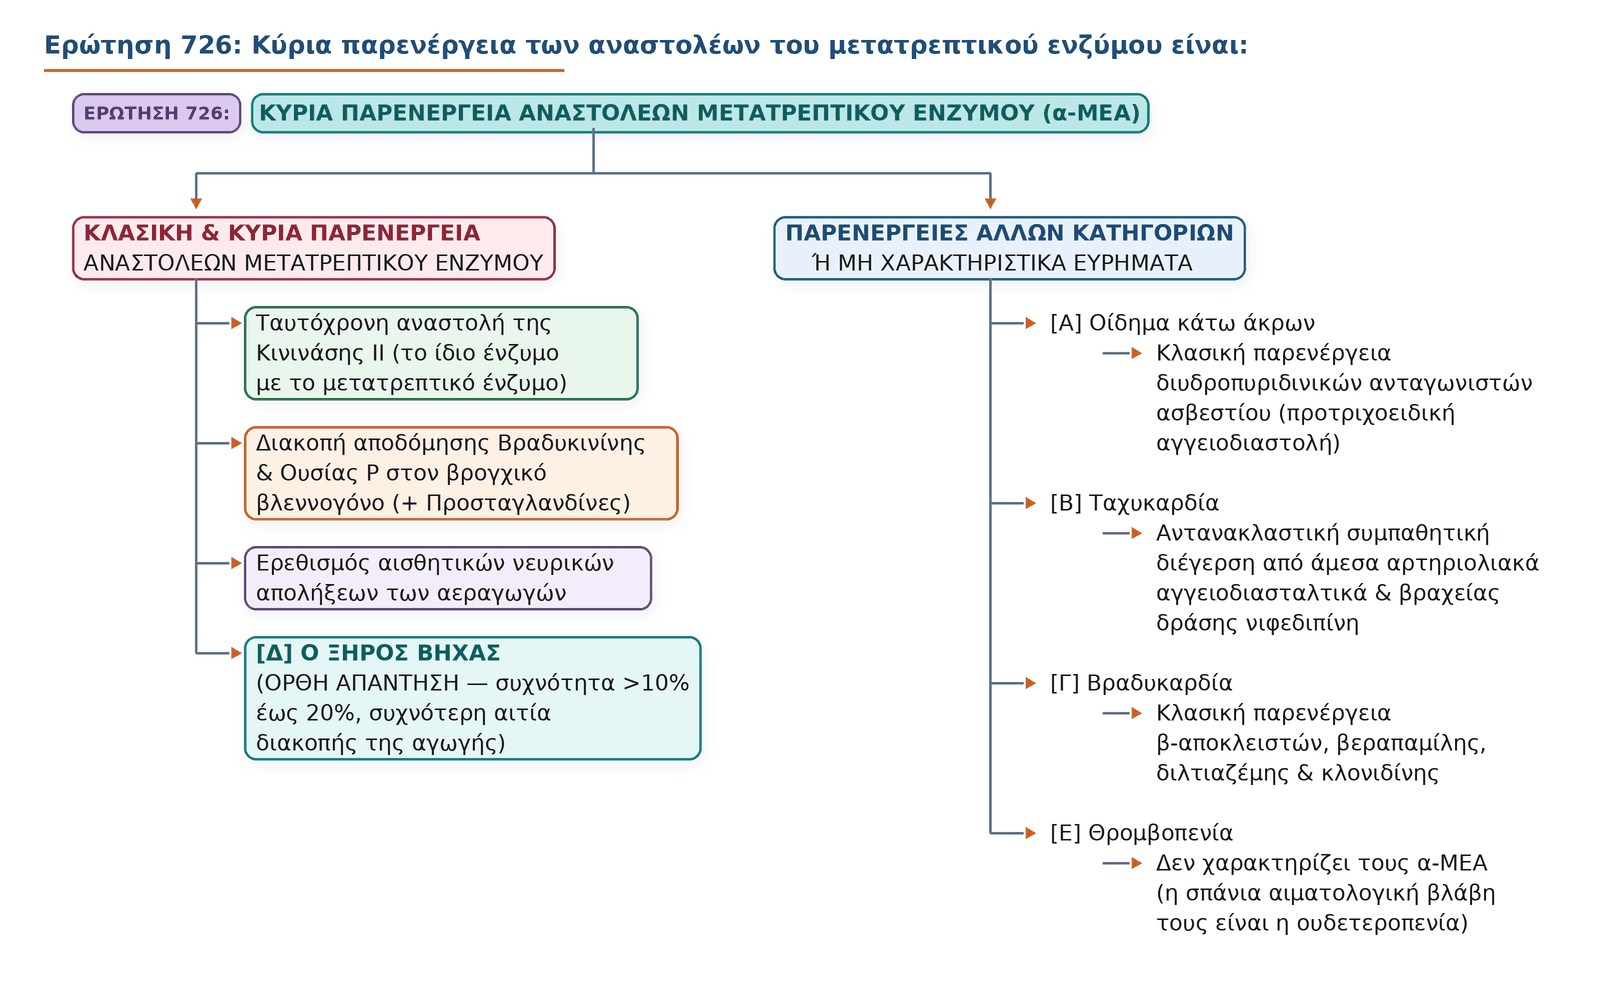 Ερώτηση 726: Κύρια παρενέργεια των αναστολέων του μετατρεπτικού ενζύμου είναι:
ΕΡΩΤΗΣΗ 726:
ΚΥΡΙΑ ΠΑΡΕΝΕΡΓΕΙΑ ΑΝΑΣΤΟΛΕΩΝ ΜΕΤΑΤΡΕΠΤΙΚΟΥ ΕΝΖΥΜΟΥ (α-ΜΕΑ)
ΚΛΑΣΙΚΗ & ΚΥΡΙΑ ΠΑΡΕΝΕΡΓΕΙΑ
ΑΝΑΣΤΟΛΕΩΝ ΜΕΤΑΤΡΕΠΤΙΚΟΥ ΕΝΖΥΜΟΥ
Ταυτόχρονη αναστολή της
Κινινάσης ΙΙ (το ίδιο ένζυμο
με το μετατρεπτικό ένζυμο)
Διακοπή αποδόμησης Βραδυκινίνης
& Ουσίας Ρ στον βρογχικό
βλεννογόνο (+ Προσταγλανδίνες)
Ερεθισμός αισθητικών νευρικών
απολήξεων των αεραγωγών
[Δ] Ο ΞΗΡΟΣ ΒΗΧΑΣ
(ΟΡΘΗ ΑΠΑΝΤΗΣΗ — συχνότητα >10%
έως 20%, συχνότερη αιτία
διακοπής της αγωγής)
ΠΑΡΕΝΕΡΓΕΙΕΣ ΑΛΛΩΝ ΚΑΤΗΓΟΡΙΩΝ
Ή ΜΗ ΧΑΡΑΚΤΗΡΙΣΤΙΚΑ ΕΥΡΗΜΑΤΑ
[Α] Οίδημα κάτω άκρων
Κλασική παρενέργεια
διυδροπυριδινικών ανταγωνιστών
ασβεστίου (προτριχοειδική
αγγειοδιαστολή)
[Β] Ταχυκαρδία
Αντανακλαστική συμπαθητική
διέγερση από άμεσα αρτηριολιακά
αγγειοδιασταλτικά & βραχείας
δράσης νιφεδιπίνη
[Γ] Βραδυκαρδία
Κλασική παρενέργεια
β-αποκλειστών, βεραπαμίλης,
διλτιαζέμης & κλονιδίνης
[Ε] Θρομβοπενία
Δεν χαρακτηρίζει τους α-ΜΕΑ
(η σπάνια αιματολογική βλάβη
τους είναι η ουδετεροπενία)